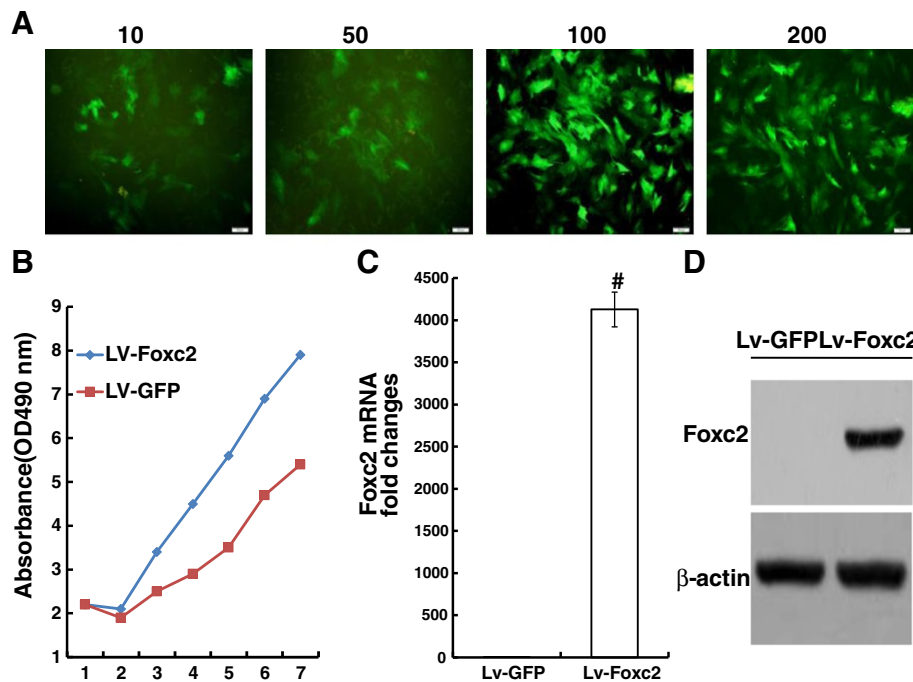 A
10 50 100 200
B
Absorbance(OD490 nm)
9
8
7
6
5
4
3
2
1
LV-Foxc2
LV-GFP
1 2 3 4 5 6 7
C
Foxc2 mRNA
fold changes
4500
4000
3500
3000
2500
2000
1500
1000
500
0
#
Lv-GFP Lv-Foxc2
D
Lv-GFPLv-Foxc2
Foxc2
β-actin